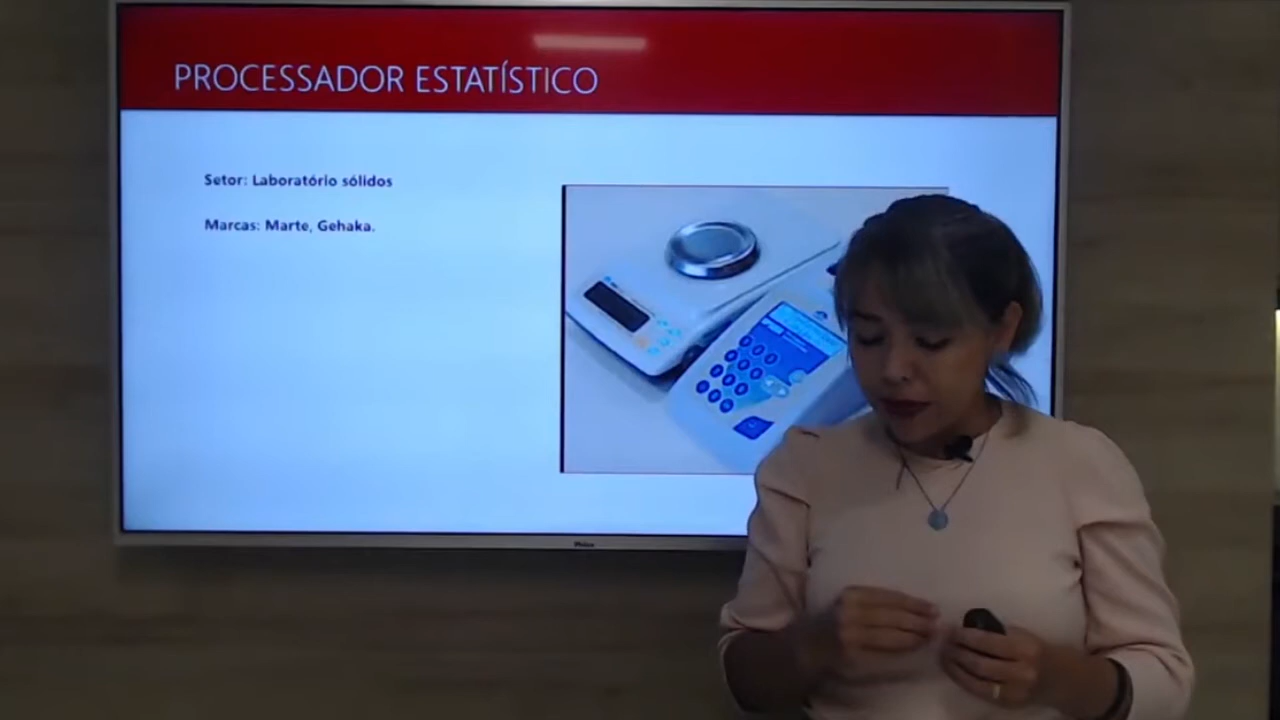 PROCESSADOR ESTATÍSTICO
Setor: Laboratório sólidos
Marcas: Marte, Gehaka.